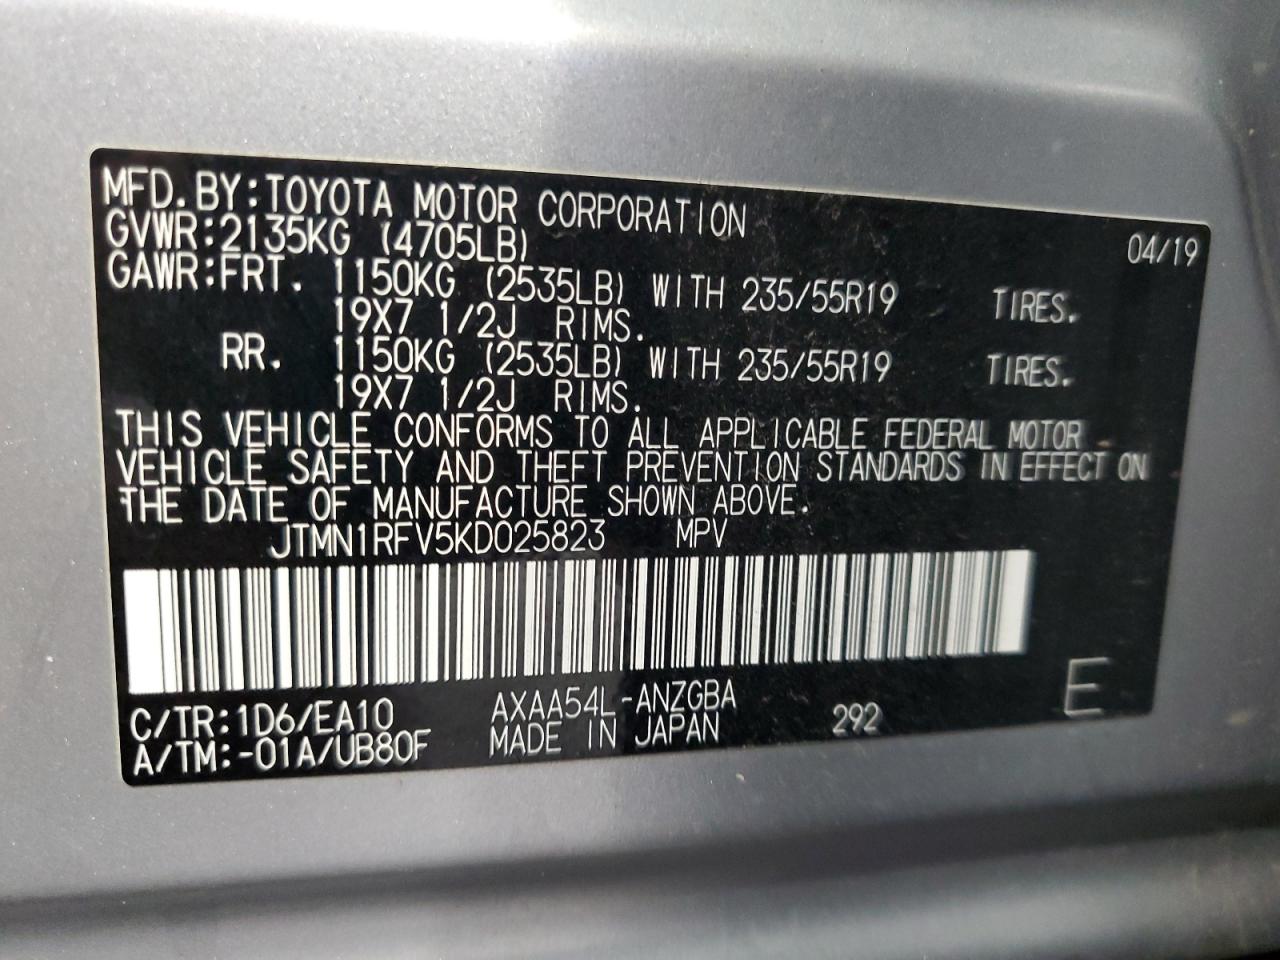 MFD. BY: TOYOTA MOTOR CORPORATION 04/19
GVWR: 2135KG (4705LB)
GAWR: FRT. 1150KG (2535LB) WITH 235/55R19 TIRES.
19X7 1/2J RIMS.
RR. 1150KG (2535LB) WITH 235/55R19 TIRES.
19X7 1/2J RIMS.
THIS VEHICLE CONFORMS TO ALL APPLICABLE FEDERAL MOTOR
VEHICLE SAFETY AND THEFT PREVENTION STANDARDS IN EFFECT ON
THE DATE OF MANUFACTURE SHOWN ABOVE.
JTMN1RFV5KD025823 MPV
C/TR: 1D6/EA10 AXAA54L-ANZGBA 292 E
A/TM: -01A/UB80F MADE IN JAPAN